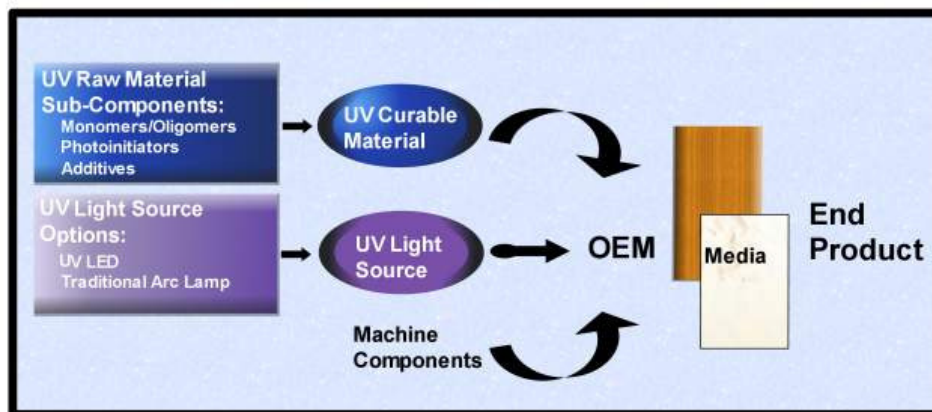 UV Raw Material
Sub-Components:
Monomers/Oligomers
Photoinitiators
Additives
UV Curable
Material
UV Light Source
Options:
UV LED
Traditional Arc Lamp
UV Light
Source
Machine
Components
OEM
Media
End
Product